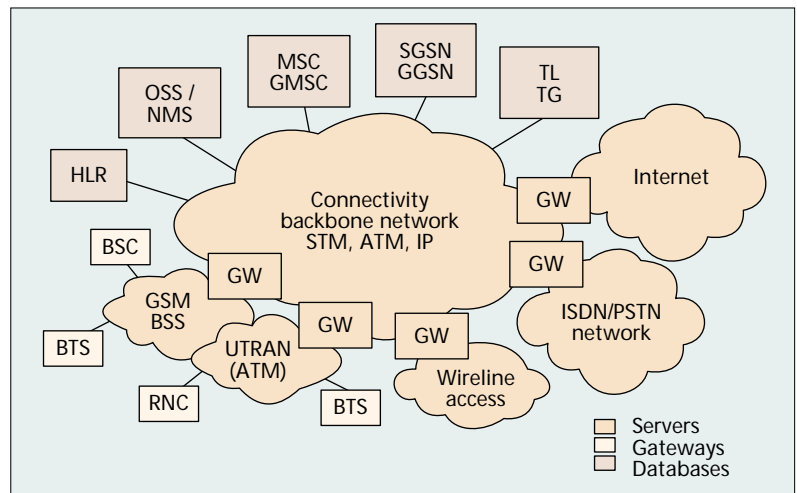 MSC
GMSC
SGSN
GGSN
TL
TG
OSS /
NMS
HLR
Connectivity
backbone network
STM, ATM, IP
Internet
GW
GW
BSC
GW
GSM
BSS
ISDN/PSTN
network
GW
GW
BTS
UTRAN
(ATM)
Wireline
access
RNC
BTS
Servers
Gateways
Databases